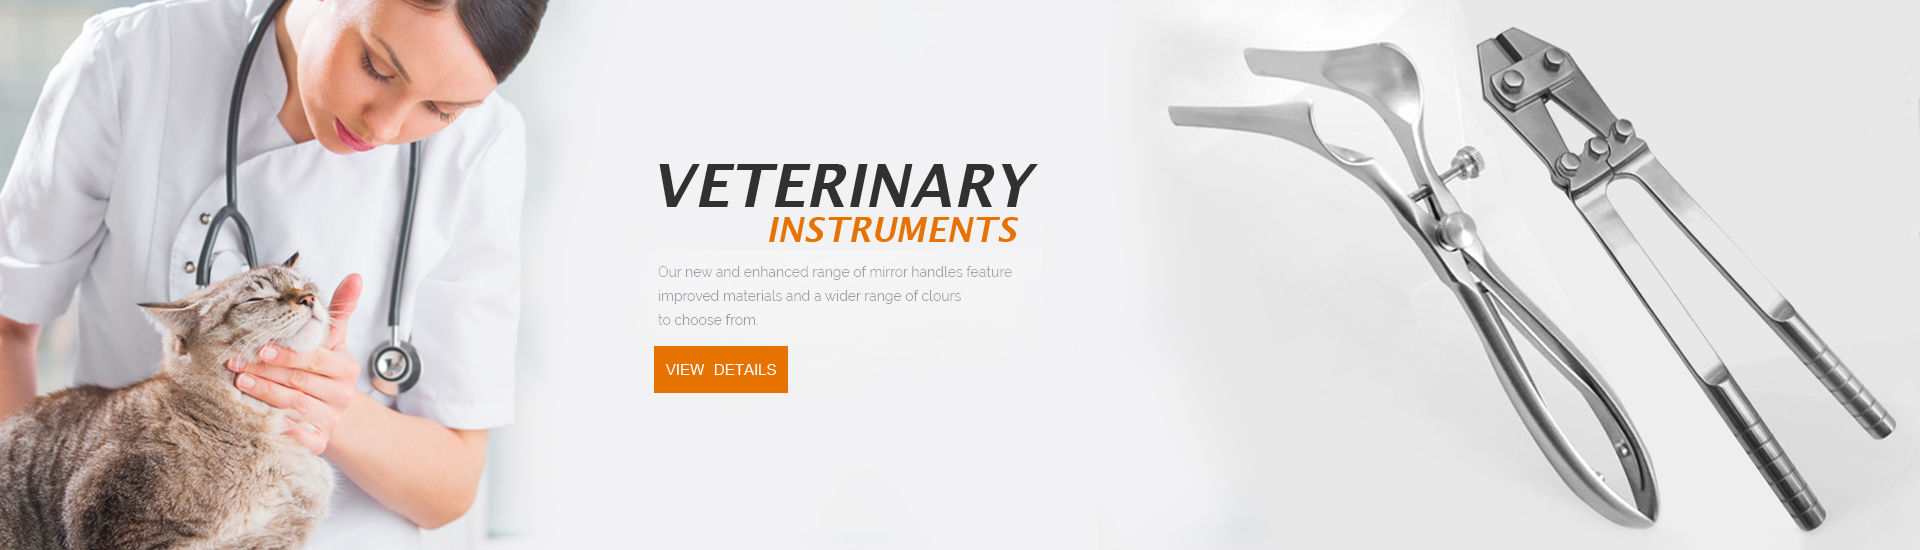 VETERINARY
INSTRUMENTS
Our new and enhanced range of mirror handles feature
improved materials and a wider range of clours
to choose from.
VIEW DETAILS